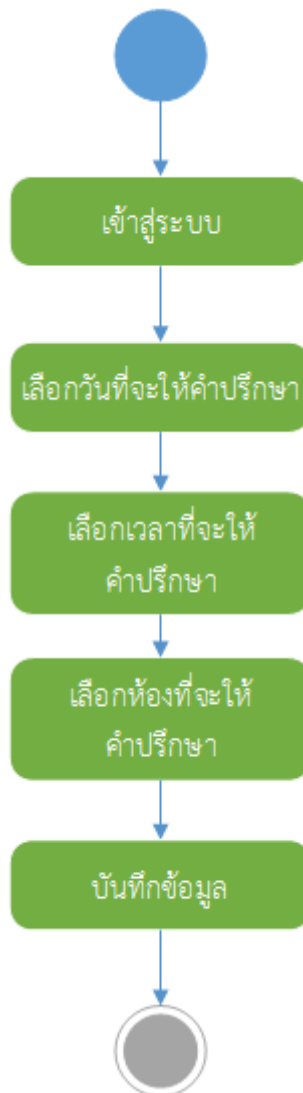 เข้าสู่ระบบ
เลือกวันที่จะให้คำปรึกษา
เลือกเวลาที่จะให้
คำปรึกษา
เลือกห้องที่จะให้
คำปรึกษา
บันทึกข้อมูล